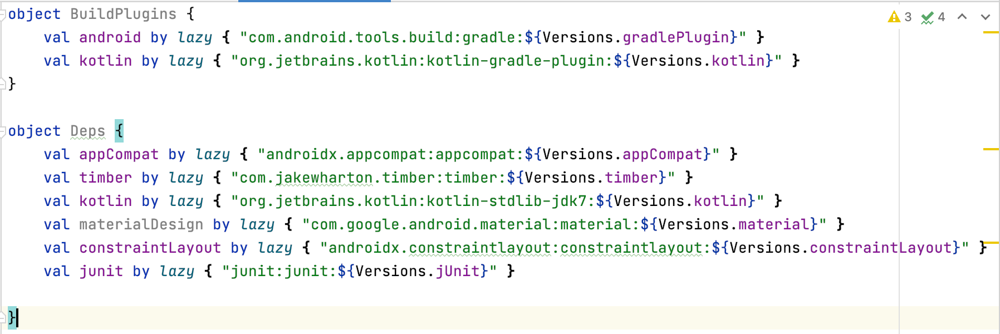 object BuildPlugins {
3 4
    val android by lazy { "com.android.tools.build:gradle:${Versions.gradlePlugin}" }
    val kotlin by lazy { "org.jetbrains.kotlin:kotlin-gradle-plugin:${Versions.kotlin}" }
}
object Deps {
    val appCompat by lazy { "androidx.appcompat:appcompat:${Versions.appCompat}" }
    val timber by lazy { "com.jakewharton.timber:timber:${Versions.timber}" }
    val kotlin by lazy { "org.jetbrains.kotlin:kotlin-stdlib-jdk7:${Versions.kotlin}" }
    val materialDesign by lazy { "com.google.android.material:material:${Versions.material}" }
    val constraintLayout by lazy { "androidx.constraintlayout:constraintlayout:${Versions.constraintLayout}" }
    val junit by lazy { "junit:junit:${Versions.jUnit}" }
}